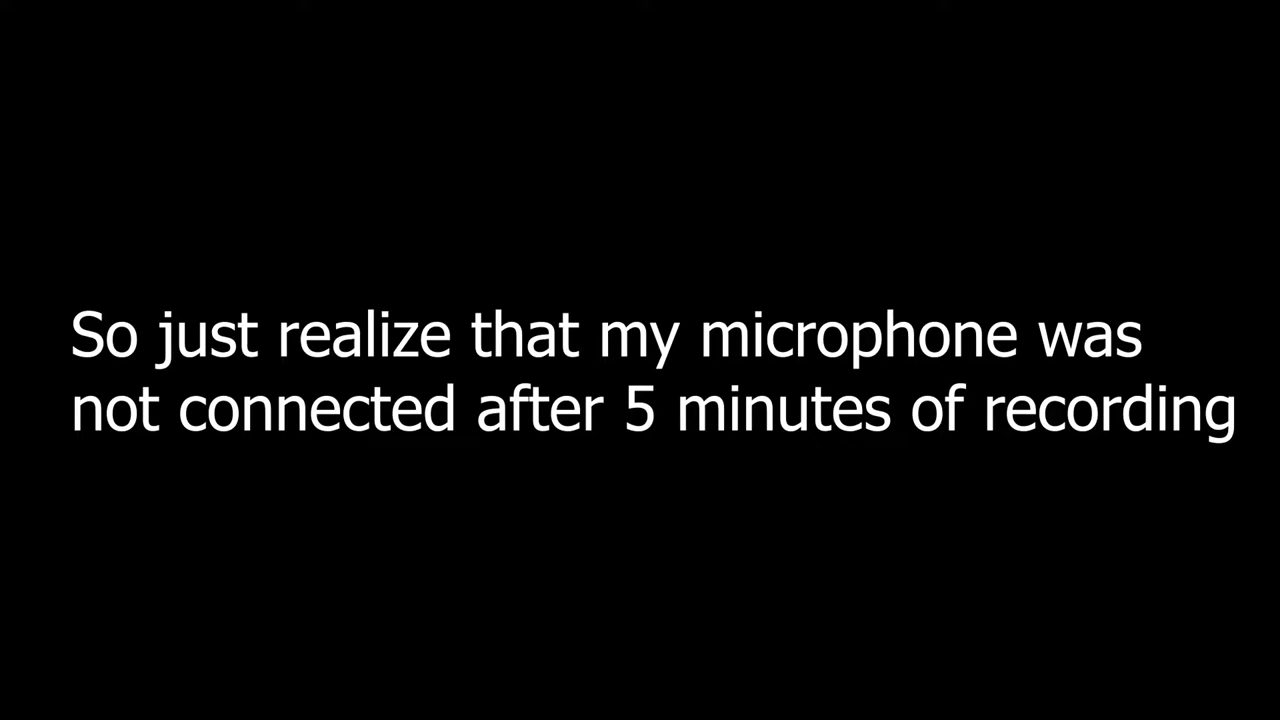 So just realize that my microphone was
not connected after 5 minutes of recording